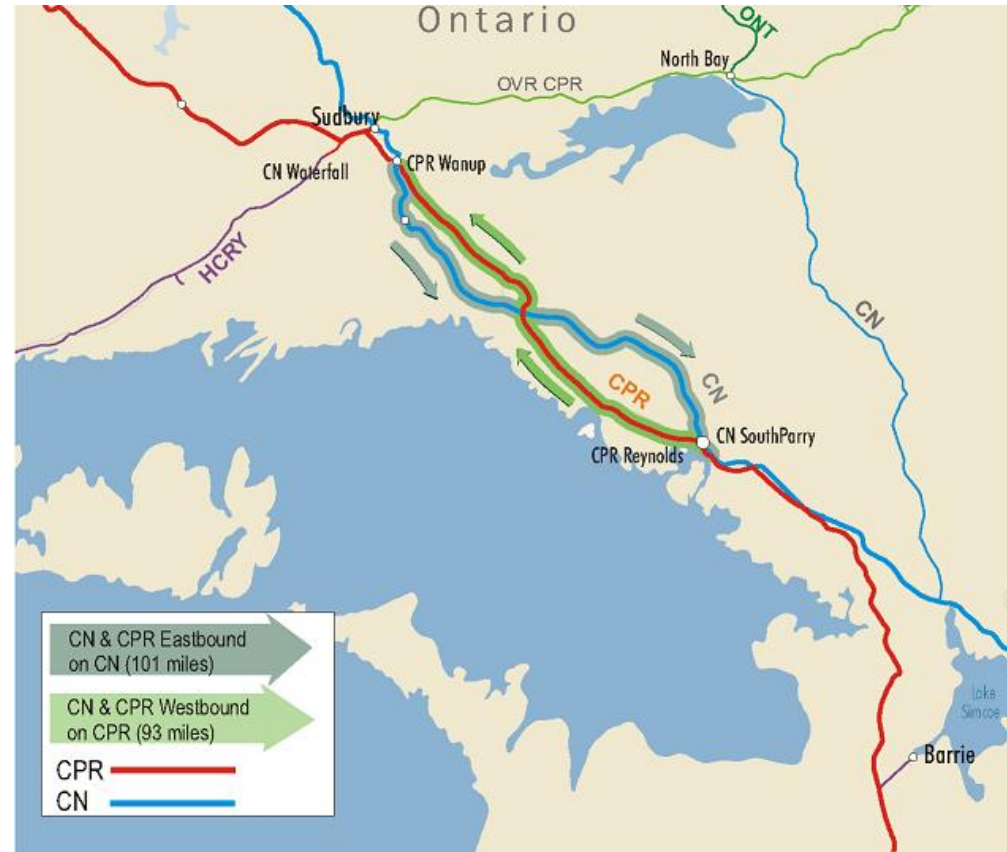 Ontario
ONT
North Bay
OVR CPR
Sudbury
CN Waterfall
CPR Wanup
HCRY
CN
CN
CPR
CN SouthParry
CPR Reynolds
Lake
Simcoe
Barrie
CN & CPR Eastbound
on CN (101 miles)
CN & CPR Westbound
on CPR (93 miles)
CPR
CN